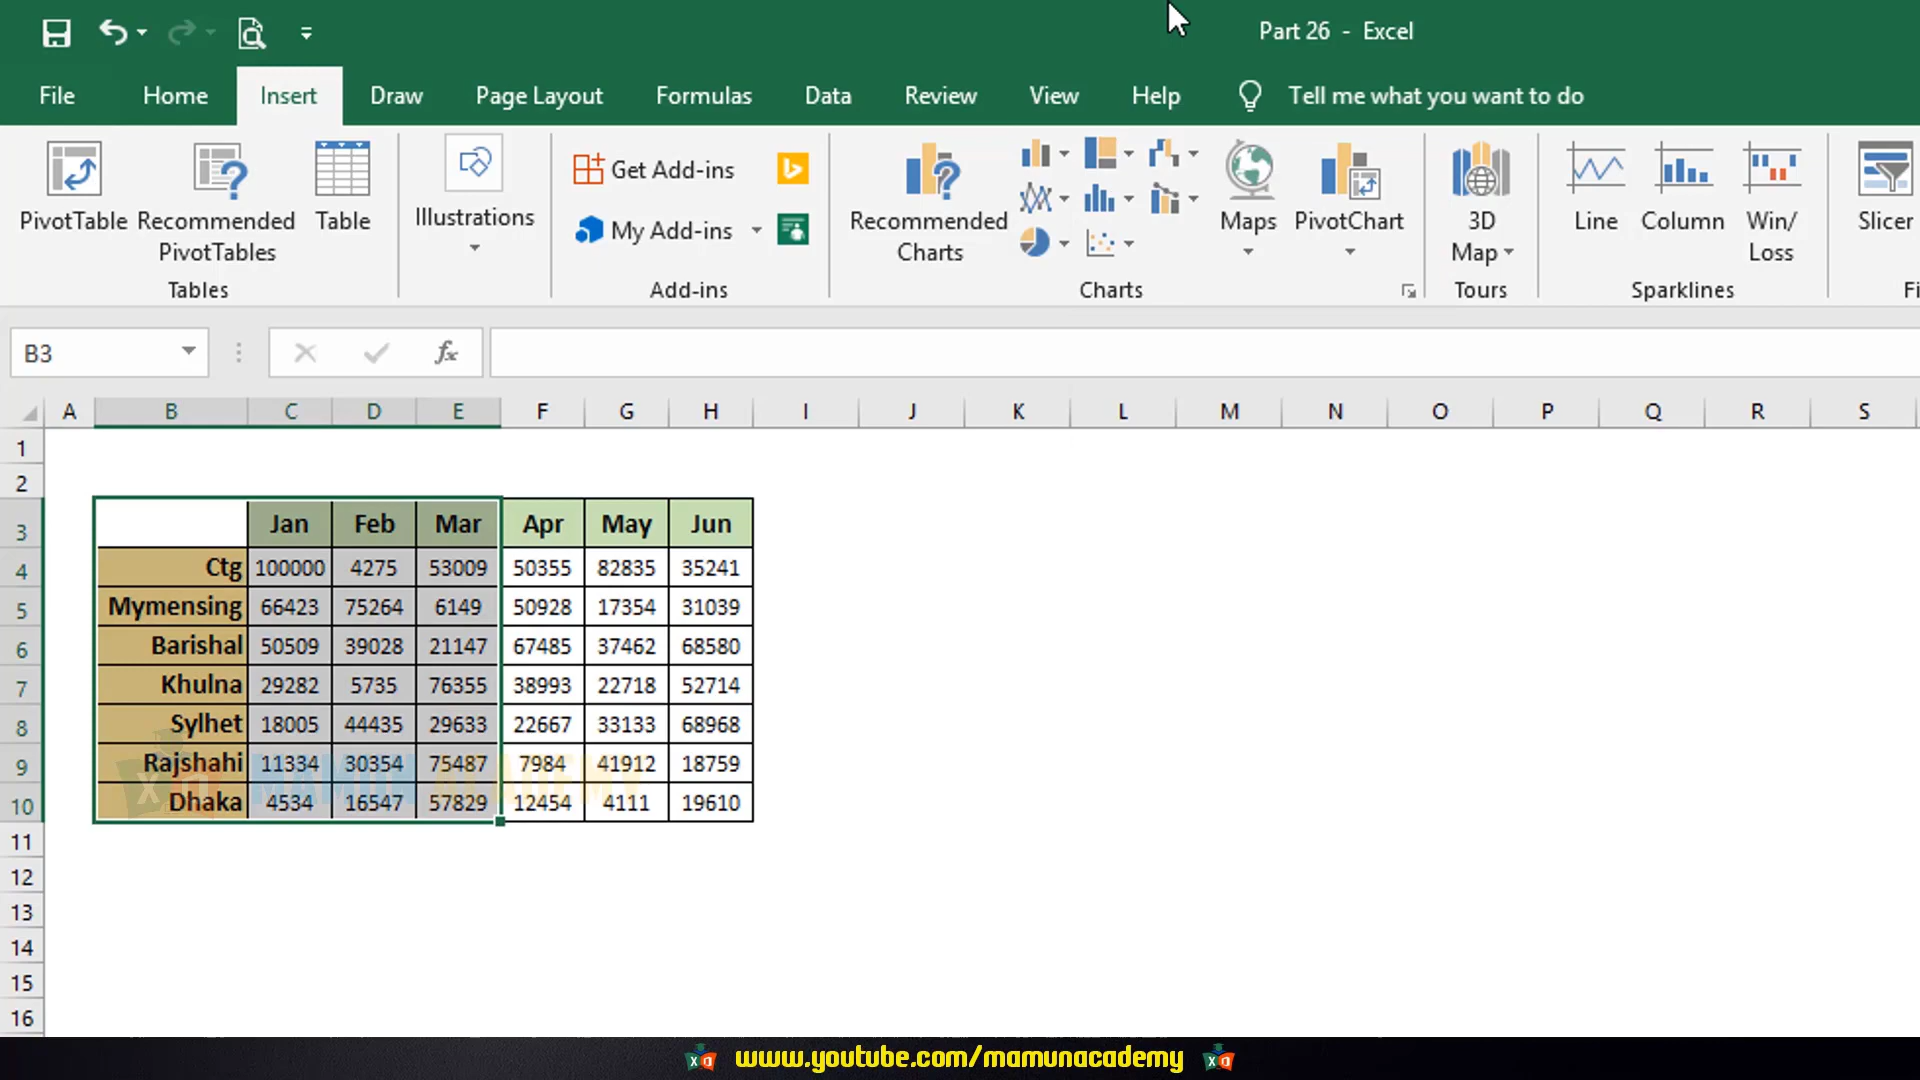 Part 26 - Excel
File Home Insert Draw Page Layout Formulas Data Review View Help Tell me what you want to do
PivotTable Recommended PivotTables Table
Tables
Illustrations
Get Add-ins
My Add-ins
Add-ins
Recommended Charts
Maps PivotChart
Charts
3D Map
Tours
Line Column Win/Loss
Sparklines
Slicer
Fi
B3 fx
A B C D E F G H I J K L M N O P Q R S
1
2
3 Jan Feb Mar Apr May Jun
4 Ctg 100000 4275 53009 50355 82835 35241
5 Mymensing 66423 75264 6149 50928 17354 31039
6 Barishal 50509 39028 21147 67485 37462 68580
7 Khulna 29282 5735 76355 38993 22718 52714
8 Sylhet 18005 44435 29633 22667 33133 68968
9 Rajshahi 11334 30354 75487 7984 41912 18759
10 Dhaka 4534 16547 57829 12454 4111 19610
MAMUN ACADEMY
11
12
13
14
15
16
www.youtube.com/mamunacademy